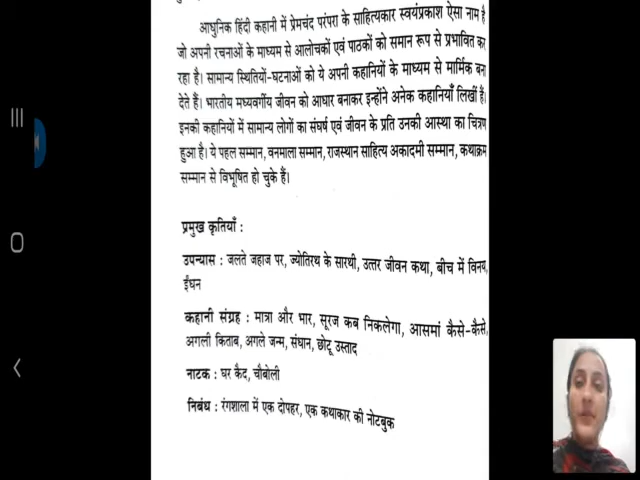 आधुनिक हिंदी कहानी में प्रेमचंद परंपरा के साहित्यकार स्वयंप्रकाश ऐसा नाम है
जो अपनी रचनाओं के माध्यम से आलोचकों एवं पाठकों को समान रूप से प्रभावित कर
रहा है। सामान्य स्थितियों-घटनाओं को ये अपनी कहानियों के माध्यम से मार्मिक बना
देते हैं। भारतीय मध्यवर्गीय जीवन को आधार बनाकर इन्होंने अनेक कहानियाँ लिखीं हैं।
इनकी कहानियों में सामान्य लोगों का संघर्ष एवं जीवन के प्रति उनकी आस्था का चित्रण
हुआ है। ये पहल सम्मान, वनमाला सम्मान, राजस्थान साहित्य अकादमी सम्मान, कथाक्रम
सम्मान से विभूषित हो चुके हैं।
प्रमुख कृतियाँ :
उपन्यास : जलते जहाज पर, ज्योतिरथ के सारथी, उत्तर जीवन कथा, बीच में विनय,
ईंधन
कहानी संग्रह : मात्रा और भार, सूरज कब निकलेगा, आसमां कैसे-कैसे,
अगली किताब, अगले जन्म, संधान, छोटू उस्ताद
नाटक : घर कैद, चौबोली
निबंध : रंगशाला में एक दोपहर, एक कथाकार की नोटबुक